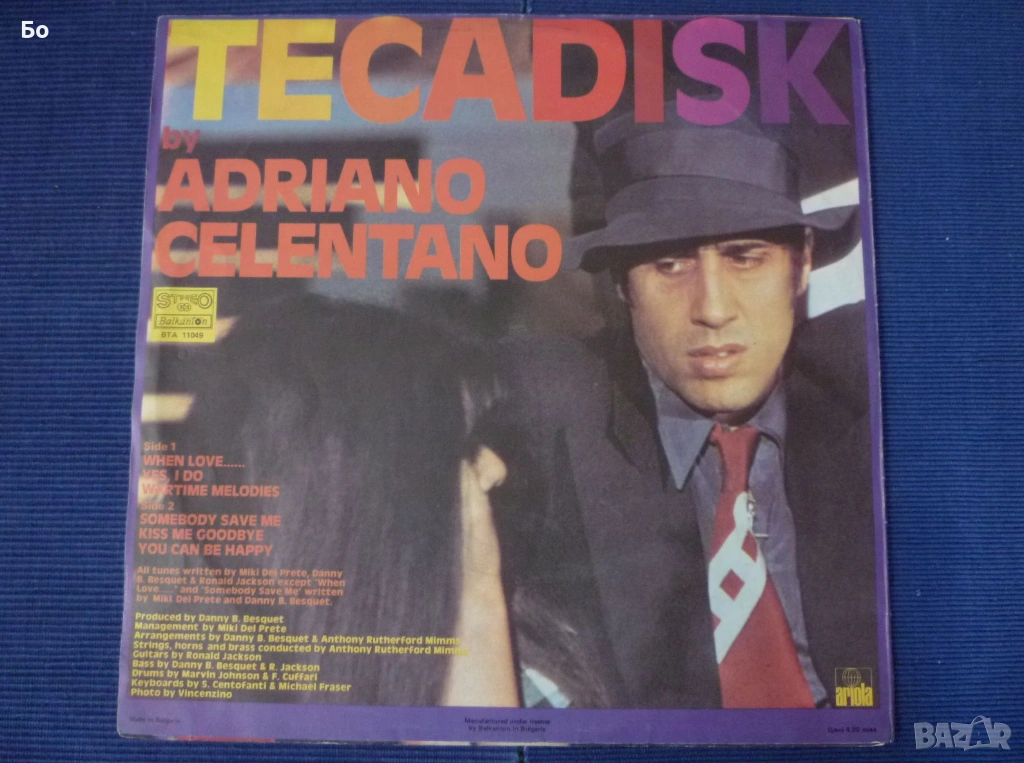 Бо
TECADISK
by
ADRIANO
CELENTANO
STEREO
Balkanton
BTA 11049
Side 1
WHEN LOVE......
YES, I DO
WARTIME MELODIES
Side 2
SOMEBODY SAVE ME
KISS ME GOODBYE
YOU CAN BE HAPPY
All tunes written by Miki Del Prete, Danny
B. Besquet & Ronald Jackson except "When
Love....." and "Somebody Save Me" written
by Miki Del Prete and Danny B. Besquet.
Produced by Danny B. Besquet
Management by Miki Del Prete
Arrangements by Danny B. Besquet & Anthony Rutherford Mimms
Strings, horns and brass conducted by Anthony Rutherford Mimms
Guitars by Ronald Jackson
Bass by Danny B. Besquet & R. Jackson
Drums by Marvin Johnson & F. Cuffari
Keyboards by S. Centofanti & Michael Fraser
Photo by Vincenzino
ariola
Made in Bulgaria
Manufactured under license
by Balkanton in Bulgaria
Цена 4,20 лева
BAZAR